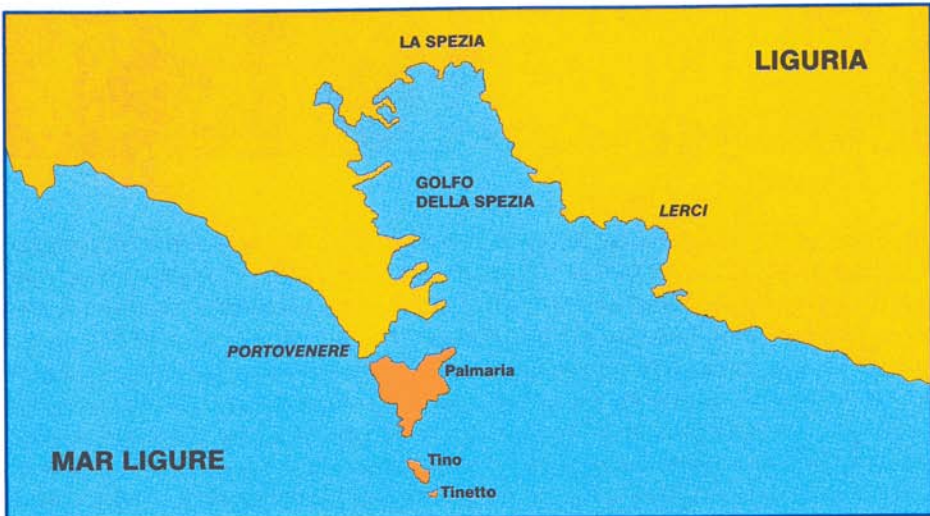 LA SPEZIA
LIGURIA
GOLFO
DELLA SPEZIA
LERCI
PORTOVENERE
Palmaria
MAR LIGURE
Tino
Tinetto